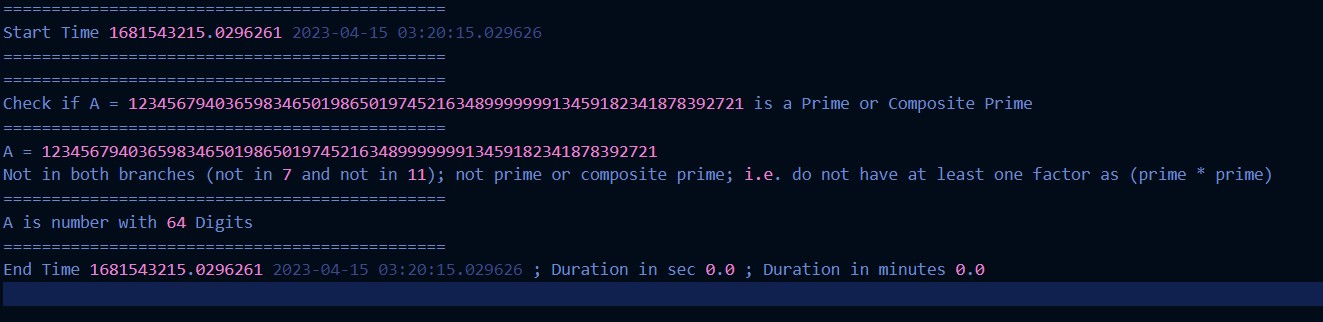 ==============================================
Start Time 1681543215.0296261 2023-04-15 03:20:15.029626
==============================================
==============================================
Check if A = 1234567940365983465019865019745216348999999913459182341878392721 is a Prime or Composite Prime
==============================================
A = 1234567940365983465019865019745216348999999913459182341878392721
Not in both branches (not in 7 and not in 11); not prime or composite prime; i.e. do not have at least one factor as (prime * prime)
==============================================
A is number with 64 Digits
==============================================
End Time 1681543215.0296261 2023-04-15 03:20:15.029626 ; Duration in sec 0.0 ; Duration in minutes 0.0